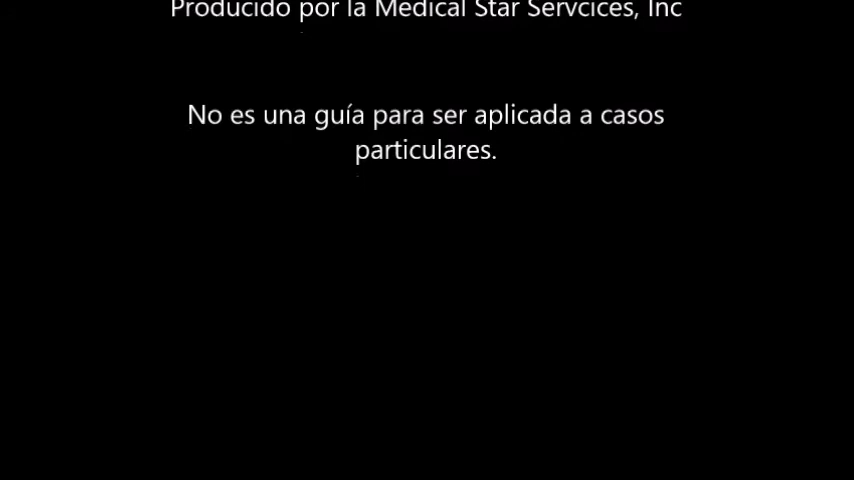 Producido por la Medical Star Servcices, Inc
No es una guía para ser aplicada a casos
particulares.